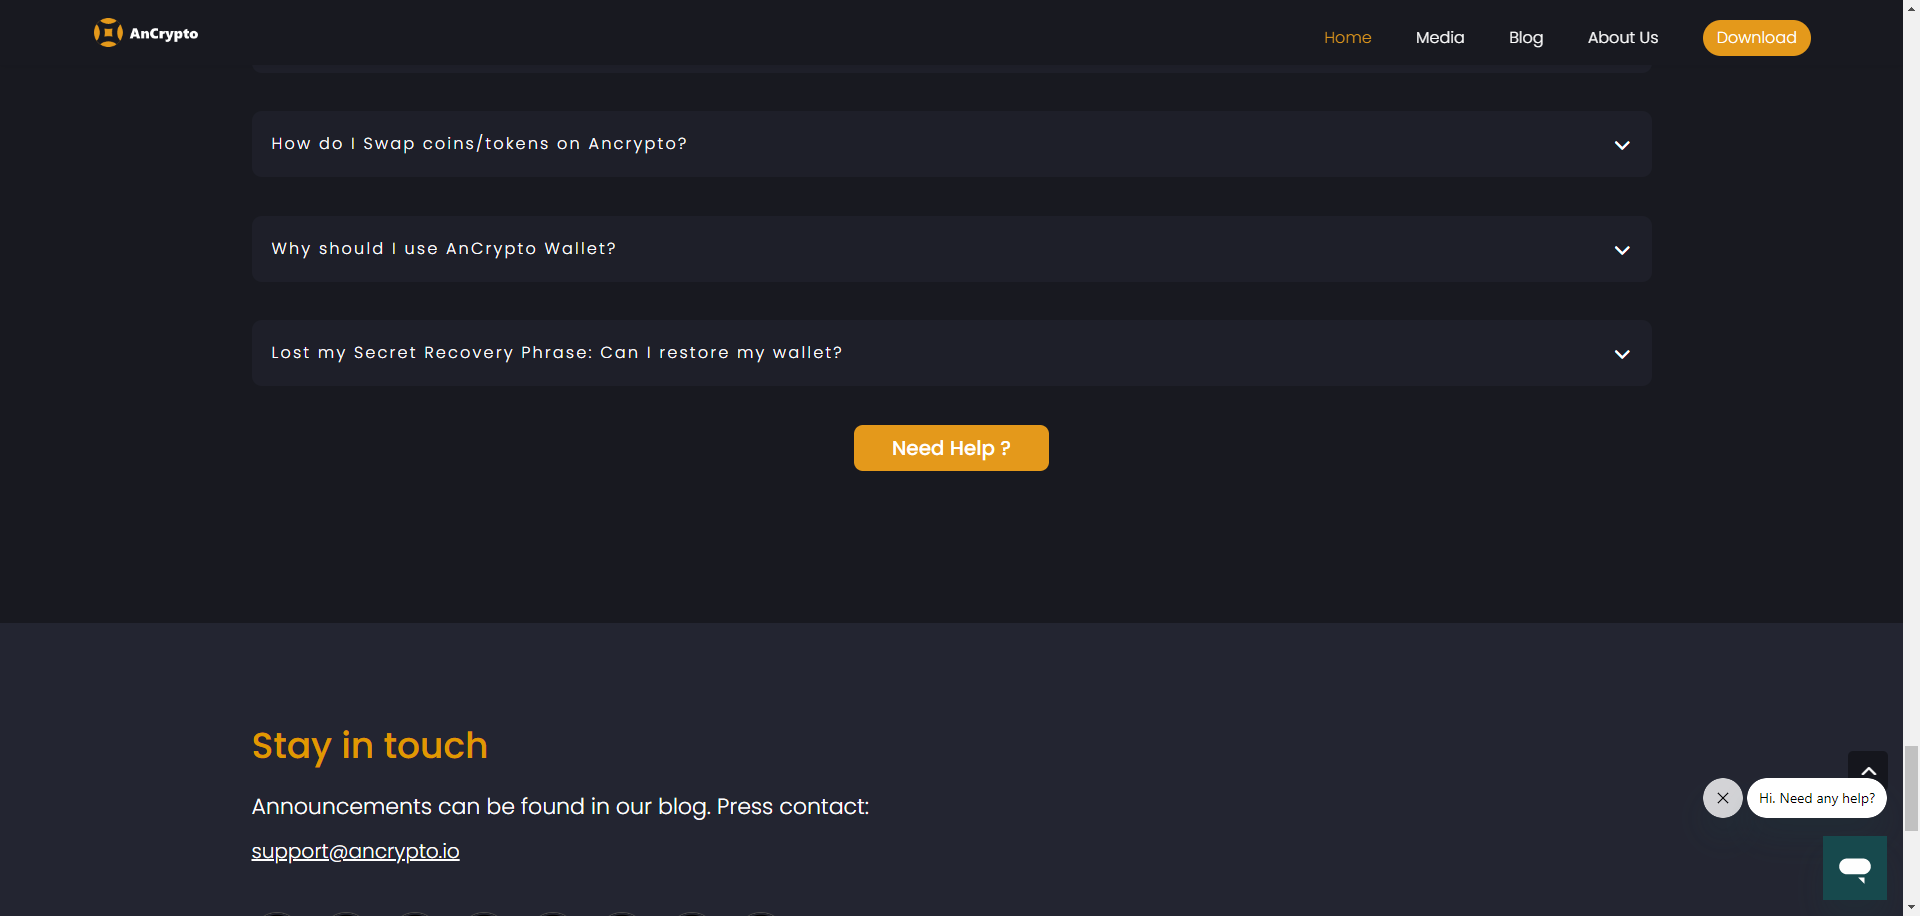 AnCrypto
Home
Media
Blog
About Us
Download
How do I Swap coins/tokens on Ancrypto?
Why should I use AnCrypto Wallet?
Lost my Secret Recovery Phrase: Can I restore my wallet?
Need Help ?
Stay in touch
Announcements can be found in our blog. Press contact:
support@ancrypto.io
Hi. Need any help?